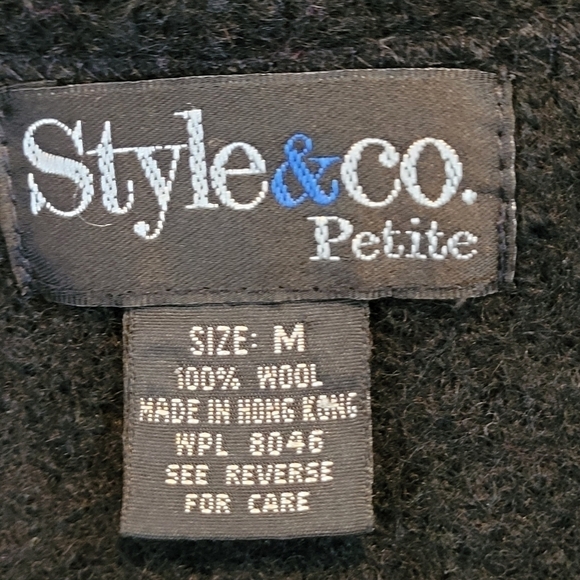 Style&co.
Petite
SIZE: M
100% WOOL
MADE IN HONG KONG
WPL 8046
SEE REVERSE
FOR CARE